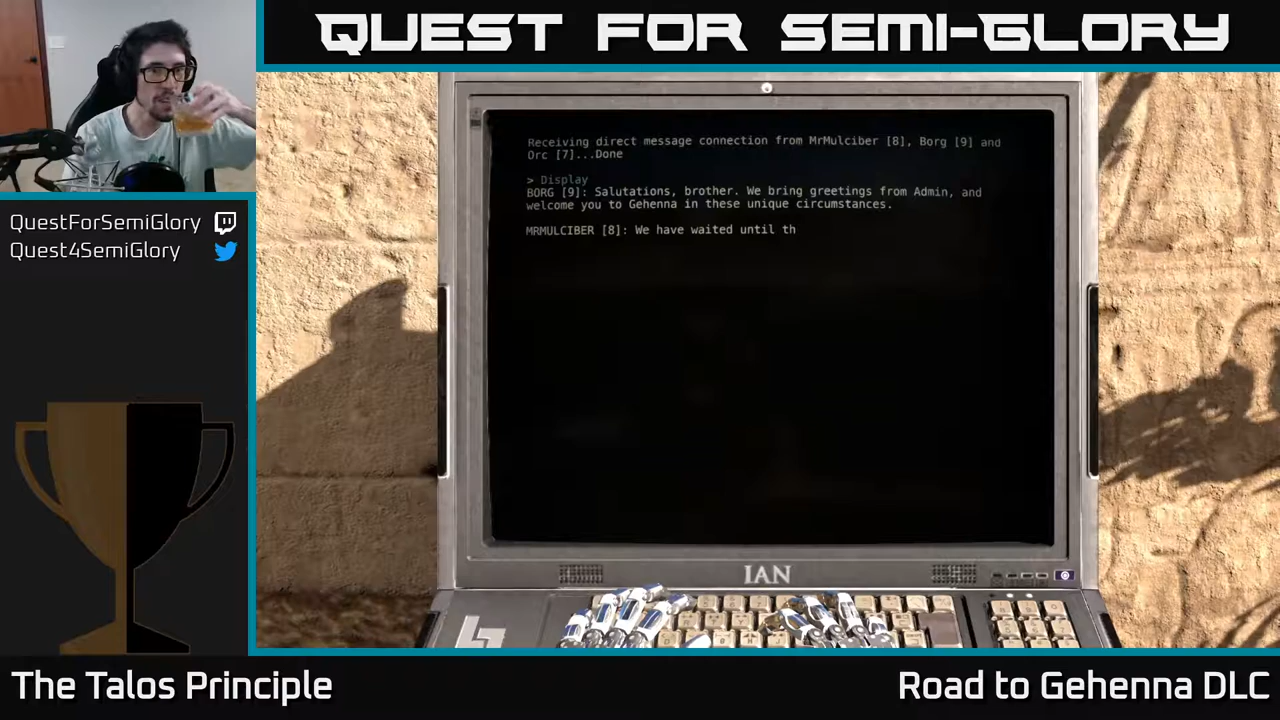 QUEST FOR SEMI-GLORY
QuestForSemiGlory
Quest4SemiGlory
Receiving direct message connection from MrMulciber [8], Borg [9] and
Orc [7]...Done
> Display
BORG [9]: Salutations, brother. We bring greetings from Admin, and
welcome you to Gehenna in these unique circumstances.
MRMULCIBER [8]: We have waited until th
IAN
The Talos Principle
Road to Gehenna DLC